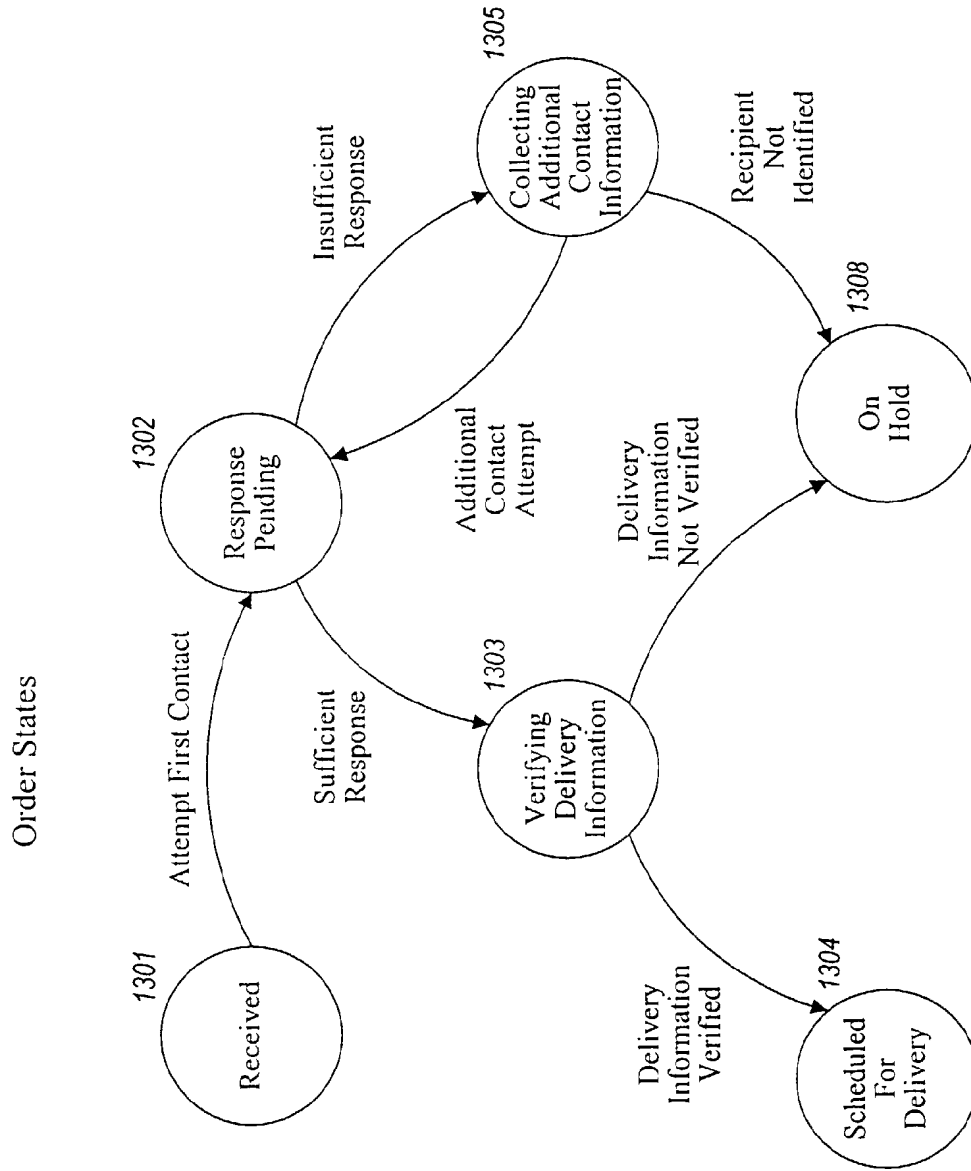 Order States
1301
Received
Attempt First Contact
1302
Response
Pending
Insufficient
Response
1305
Collecting
Additional
Contact
Information
Sufficient
Response
Additional
Contact
Attempt
1303
Verifying
Delivery
Information
Recipient
Not
Identified
Delivery
Information
Verified
Delivery
Information
Not Verified
1304
Scheduled
For
Delivery
1308
On
Hold